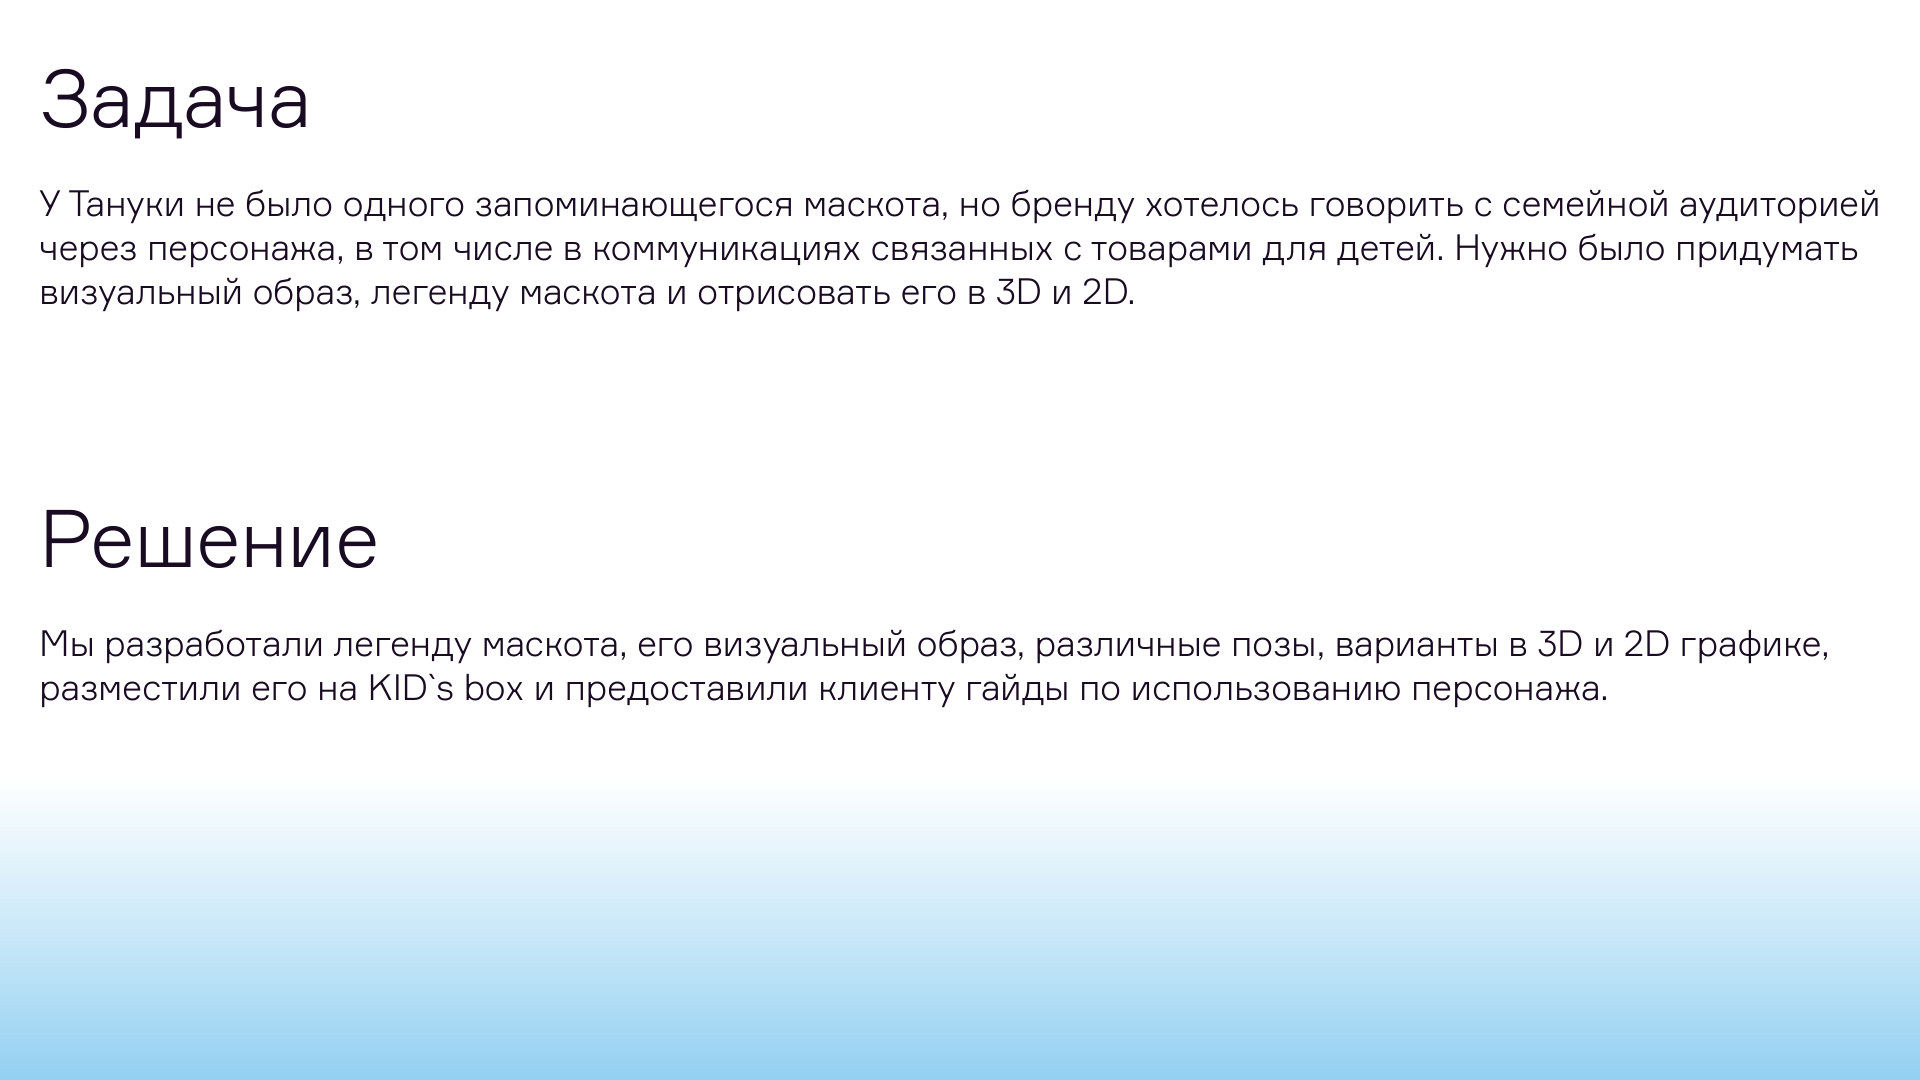 Задача
У Тануки не было одного запоминающегося маскота, но бренду хотелось говорить с семейной аудиторией
через персонажа, в том числе в коммуникациях связанных с товарами для детей. Нужно было придумать
визуальный образ, легенду маскота и отрисовать его в 3D и 2D.
Решение
Мы разработали легенду маскота, его визуальный образ, различные позы, варианты в 3D и 2D графике,
разместили его на KID`s box и предоставили клиенту гайды по использованию персонажа.